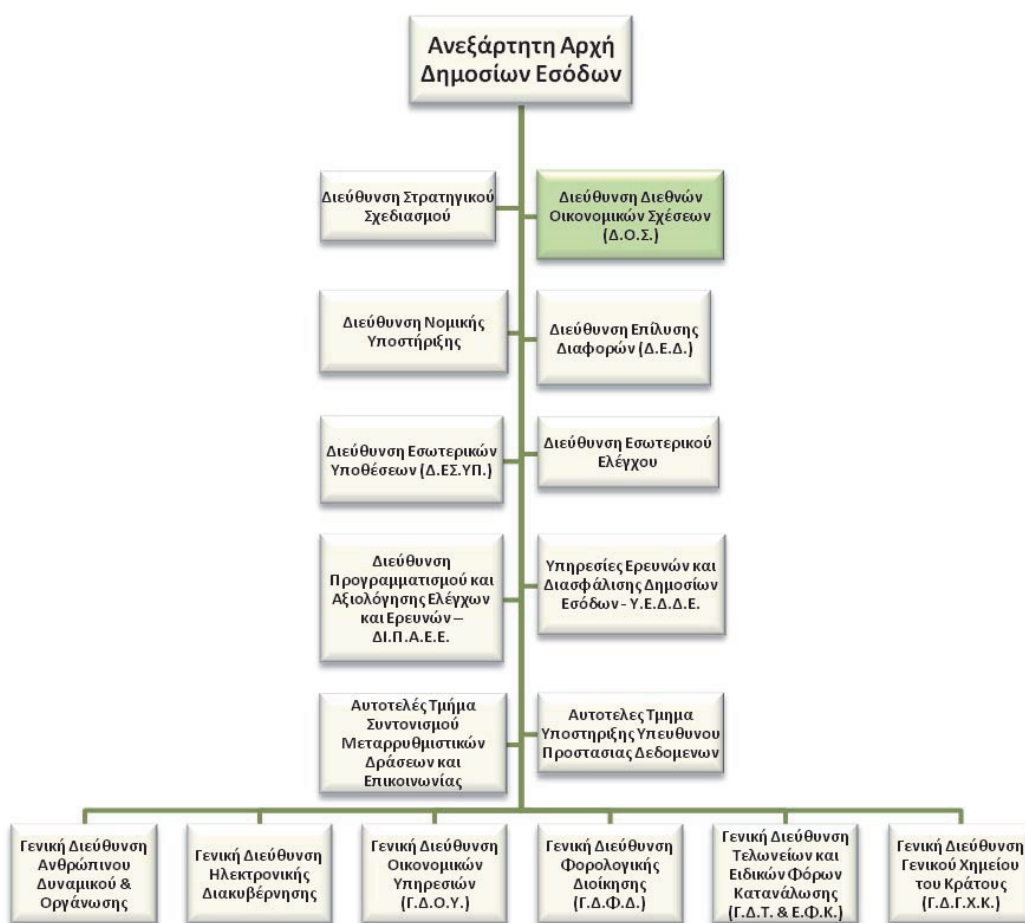 Ανεξάρτητη Αρχή
Δημοσίων Εσόδων
Διεύθυνση Στρατηγικού
Σχεδιασμού
Διεύθυνση Διεθνών
Οικονομικών Σχέσεων
(Δ.Ο.Σ.)
Διεύθυνση Νομικής
Υποστήριξης
Διεύθυνση Επίλυσης
Διαφορών (Δ.Ε.Δ.)
Διεύθυνση Εσωτερικών
Υποθέσεων (Δ.ΕΣ.ΥΠ.)
Διεύθυνση Εσωτερικού
Ελέγχου
Διεύθυνση
Προγραμματισμού και
Αξιολόγησης Ελέγχων
και Ερευνών –
ΔΙ.Π.Α.Ε.Ε.
Υπηρεσίες Ερευνών και
Διασφάλισης Δημοσίων
Εσόδων - Υ.Ε.Δ.Δ.Ε.
Αυτοτελές Τμήμα
Συντονισμού
Μεταρρυθμιστικών
Δράσεων και
Επικοινωνίας
Αυτοτελες Τμημα
Υποστηριξης Υπευθυνου
Προστασιας Δεδομενων
Γενική Διεύθυνση
Ανθρώπινου
Δυναμικού &
Οργάνωσης
Γενική Διεύθυνση
Ηλεκτρονικής
Διακυβέρνησης
Γενική Διεύθυνση
Οικονομικών
Υπηρεσιών
(Γ.Δ.Ο.Υ.)
Γενική Διεύθυνση
Φορολογικής
Διοίκησης
(Γ.Δ.Φ.Δ.)
Γενική Διεύθυνση
Τελωνείων και
Ειδικών Φόρων
Κατανάλωσης
(Γ.Δ.Τ. & Ε.Φ.Κ.)
Γενική Διεύθυνση
Γενικού Χημείου
του Κράτους
(Γ.Δ.Γ.Χ.Κ.)